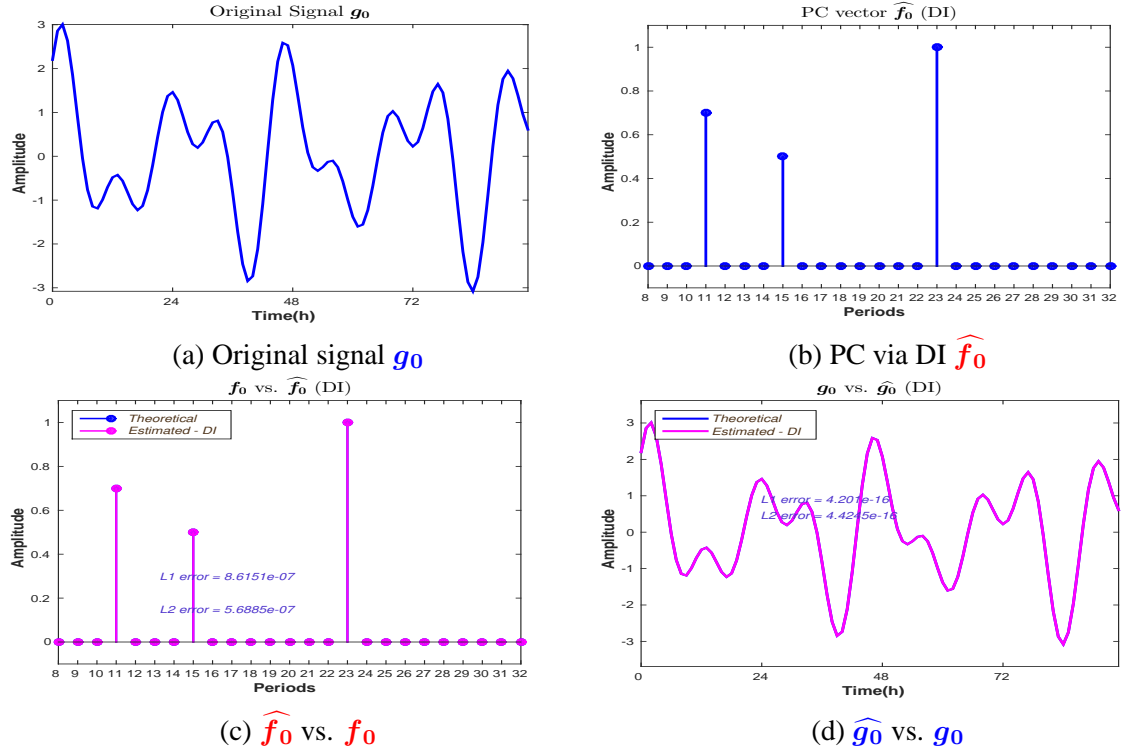 Original Signal g0
Amplitude
3
2
1
0
-1
-2
-3
0 24 48 72
Time(h)
(a) Original signal g0
PC vector f̂0 (DI)
Amplitude
1
0.8
0.6
0.4
0.2
0
8 9 10 11 12 13 14 15 16 17 18 19 20 21 22 23 24 25 26 27 28 29 30 31 32
Periods
(b) PC via DI f̂0
f0 vs. f̂0 (DI)
Theoretical
Estimated - DI
Amplitude
1
0.8
0.6
0.4
0.2
0
L1 error = 8.6151e-07
L2 error = 5.6885e-07
8 9 10 11 12 13 14 15 16 17 18 19 20 21 22 23 24 25 26 27 28 29 30 31 32
Periods
(c) f̂0 vs. f0
g0 vs. ĝ0 (DI)
Theoretical
Estimated - DI
Amplitude
3
2
1
0
-1
-2
-3
L1 error = 4.201e-16
L2 error = 4.4245e-16
0 24 48 72
Time(h)
(d) ĝ0 vs. g0